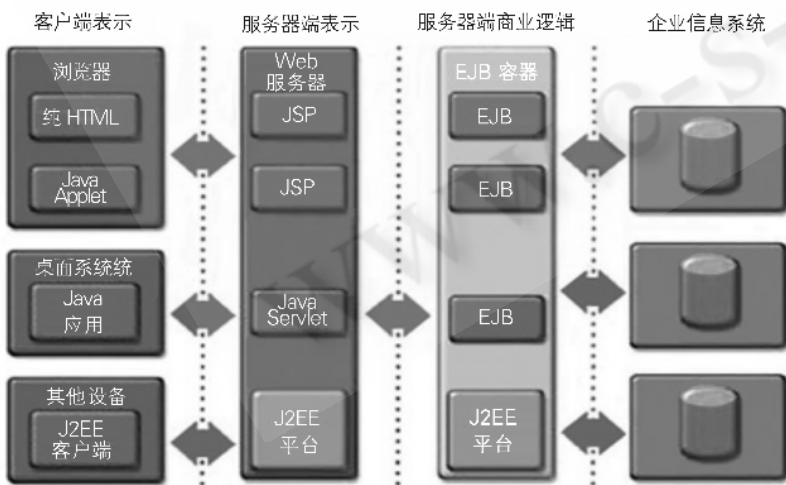 客户端表示
服务器端表示
服务器端商业逻辑
企业信息系统
浏览器
纯 HTML
Java
Applet
桌面系统统
Java
应用
其他设备
J2EE
客户端
Web
服务器
JSP
JSP
Java
Servlet
J2EE
平台
EJB 容器
EJB
EJB
EJB
J2EE
平台